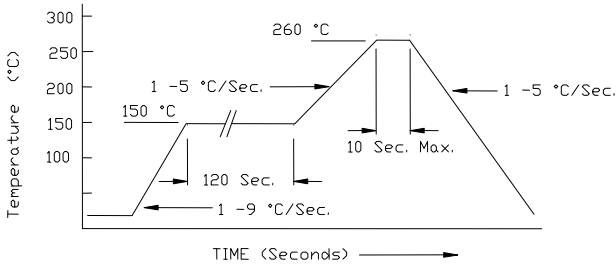 300
260 °C
250
200
1 -5 °C/Sec.
1 -5 °C/Sec.
150 °C
150
100
10 Sec. Max.
120 Sec.
1 -9 °C/Sec.
Temperature (°C)
TIME (Seconds)